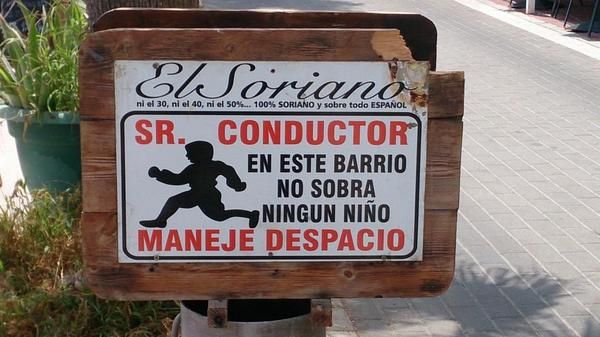 El Soriano
ni el 30, ni el 40, ni el 50%... 100% SORIANO y sobre todo ESPAÑOL
SR. CONDUCTOR
EN ESTE BARRIO
NO SOBRA
NINGUN NIÑO
MANEJE DESPACIO